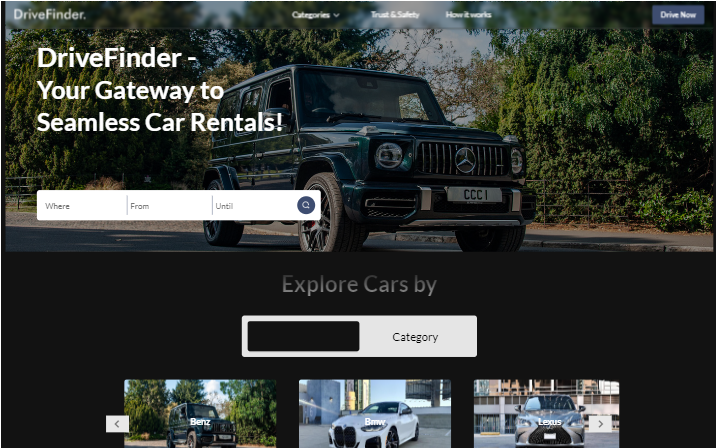 DriveFinder.
Categories
Trust & Safety
How it works
Drive Now
DriveFinder -
Your Gateway to
Seamless Car Rentals!
Where
From
Until
CCC 1
Explore Cars by
Category
Benz
Bmw
Lexus